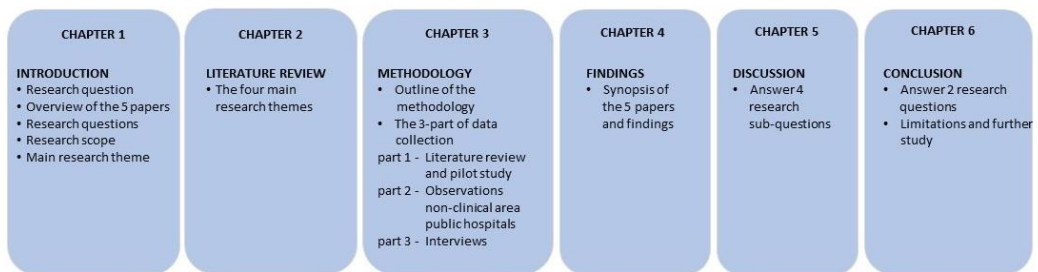 CHAPTER 1
INTRODUCTION
• Research question
• Overview of the 5 papers
• Research questions
• Research scope
• Main research theme
CHAPTER 2
LITERATURE REVIEW
• The four main
research themes
CHAPTER 3
METHODOLOGY
• Outline of the
methodology
• The 3-part of data
collection
part 1 - Literature review
and pilot study
part 2 - Observations
non-clinical area
public hospitals
part 3 - Interviews
CHAPTER 4
FINDINGS
• Synopsis of
the 5 papers
and findings
CHAPTER 5
DISCUSSION
• Answer 4
research
sub-questions
CHAPTER 6
CONCLUSION
• Answer 2 research
questions
• Limitations and further
study